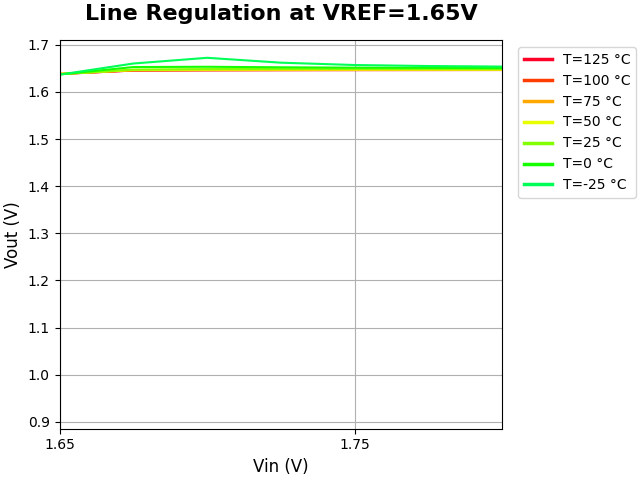 Line Regulation at VREF=1.65V
1.7
1.6
1.5
1.4
1.3
1.2
1.1
1.0
0.9
Vout (V)
1.65
1.75
Vin (V)
T=125 °C
T=100 °C
T=75 °C
T=50 °C
T=25 °C
T=0 °C
T=-25 °C